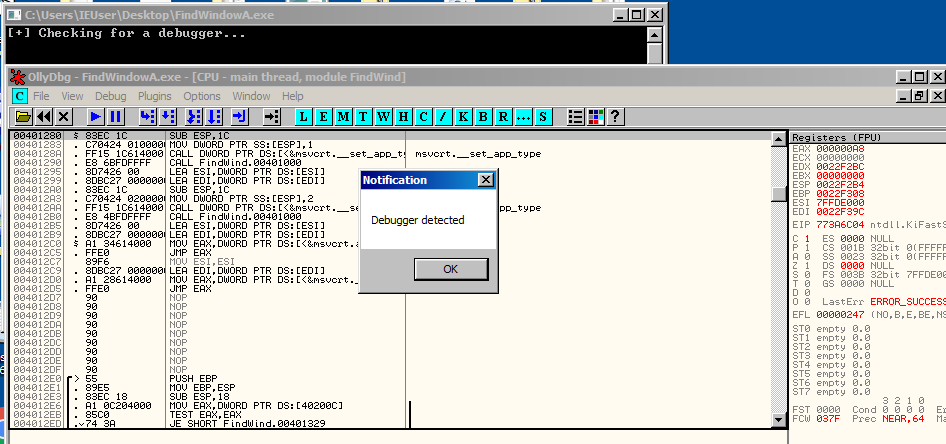 C:\Users\IEUser\Desktop\FindWindowA.exe
[+] Checking for a debugger...
OllyDbg - FindWindowA.exe - [CPU - main thread, module FindWind]
C File View Debug Plugins Options Window Help
L E M T W H C / K B R ... S ?
00401280 $ 83EC 1C SUB ESP,1C
00401283 . C70424 0100000 MOV DWORD PTR SS:[ESP],1
. FF15 1C614000 CALL DWORD PTR DS:[<&msvcrt.__set_app_ty msvcrt.__set_app_type
00401290 . E8 6BFDFFFF CALL FindWind.00401000
00401295 . 8D7426 00 LEA ESI,DWORD PTR DS:[ESI]
00401299 . 8DBC27 0000000 LEA EDI,DWORD PTR DS:[EDI]
004012A0 . 83EC 1C SUB ESP,1C
004012A3 . C70424 0200000 MOV DWORD PTR SS:[ESP],2
004012AA . FF15 1C614000 CALL DWORD PTR DS:[<&msvcrt.__se _app_type
004012B0 . E8 4BFDFFFF CALL FindWind.00401000
004012B5 . 8D7426 00 LEA ESI,DWORD PTR DS:[ESI]
004012B9 . 8DBC27 0000000 LEA EDI,DWORD PTR DS:[EDI]
004012C0 $ A1 34614000 MOV EAX,DWORD PTR DS:[<&msvcrt.
004012C5 . FFE0 JMP EAX
004012C7 89F6 MOV ESI,ESI
004012C9 . 8DBC27 0000000 LEA EDI,DWORD PTR DS:[EDI]
004012D0 . A1 28614000 MOV EAX,DWORD PTR DS:[<&msvcrt.
004012D5 . FFE0 JMP EAX
004012D7 90 NOP
004012D8 90 NOP
004012D9 90 NOP
004012DA 90 NOP
004012DB 90 NOP
004012DC 90 NOP
004012DD 90 NOP
004012DE 90 NOP
004012DF 90 NOP
004012E0 > 55 PUSH EBP
004012E1 . 89E5 MOV EBP,ESP
004012E3 . 83EC 18 SUB ESP,18
004012E6 . A1 0C204000 MOV EAX,DWORD PTR DS:[40200C]
004012EB . 85C0 TEST EAX,EAX
004012ED .v74 3A JE SHORT FindWind.00401329
Notification
Debugger detected
OK
Registers (FPU)
EAX 000000A8
ECX 00000000
EDX 0022F2BC
EBX 00000000
ESP 0022F2B4
EBP 0022F308
ESI 7FFDE000
EDI 0022F39C
EIP 773A6C04 ntdll.KiFastS
C 1 ES 0000 NULL
P 1 CS 001B 32bit 0(FFFFF
A 0 SS 0023 32bit 0(FFFFF
Z 1 DS 0000 NULL
S 0 FS 003B 32bit 7FFDE00
T 0 GS 0000 NULL
D 0
O 0 LastErr ERROR_SUCCESS
EFL 00000247 (NO,B,E,BE,NS
ST0 empty 0.0
ST1 empty 0.0
ST2 empty 0.0
ST3 empty 0.0
ST4 empty 0.0
ST5 empty 0.0
ST6 empty 0.0
ST7 empty 0.0
3 2 1 0
FST 0000 Cond 0 0 0 0
FCW 037F Prec NEAR,64